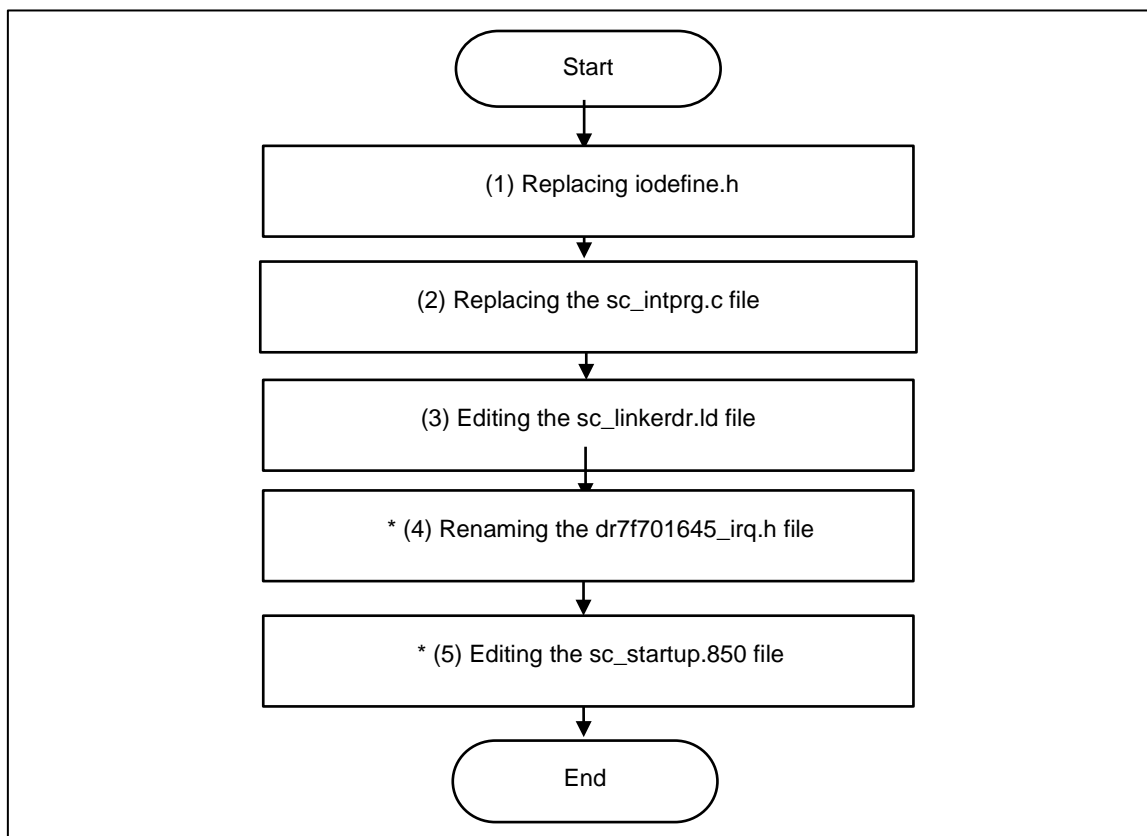 Start
(1) Replacing iodefine.h
(2) Replacing the sc_intprg.c file
(3) Editing the sc_linkerdr.ld file
* (4) Renaming the dr7f701645_irq.h file
* (5) Editing the sc_startup.850 file
End